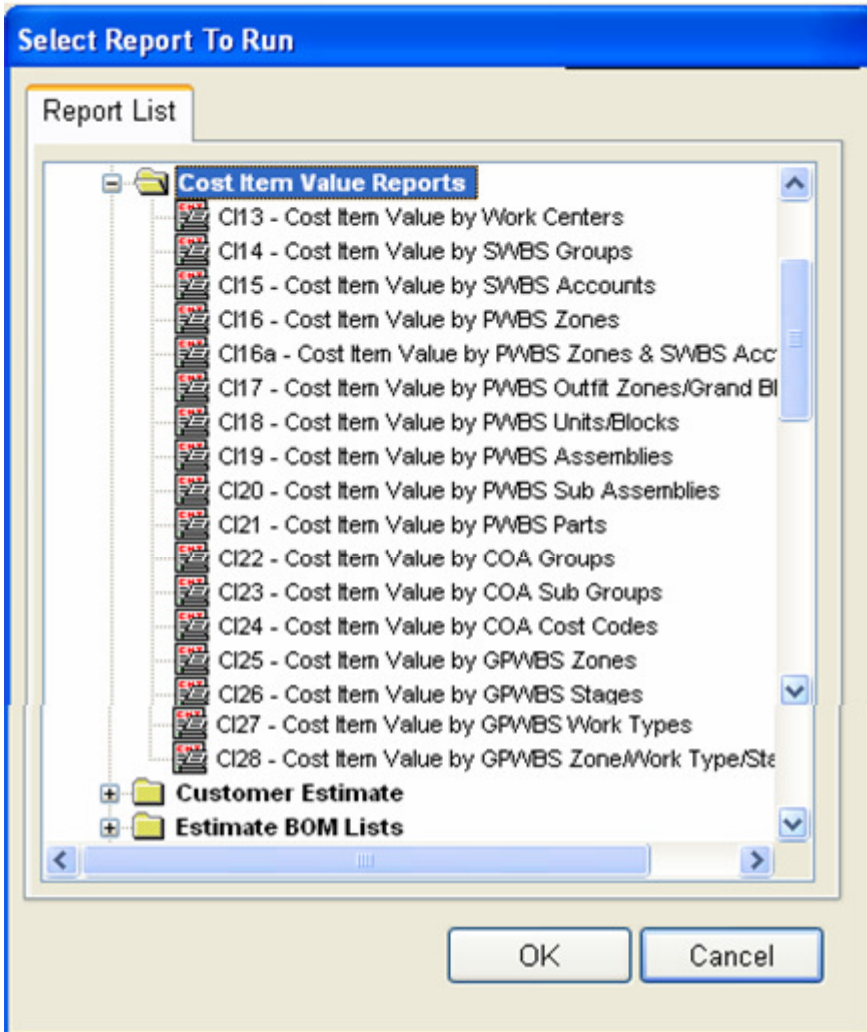 Select Report To Run
Report List
Cost Item Value Reports
CI13 - Cost Item Value by Work Centers
CI14 - Cost Item Value by SWBS Groups
CI15 - Cost Item Value by SWBS Accounts
CI16 - Cost Item Value by PWBS Zones
CI16a - Cost Item Value by PWBS Zones & SWBS Acc
CI17 - Cost Item Value by PWBS Outfit Zones/Grand Bl
CI18 - Cost Item Value by PWBS Units/Blocks
CI19 - Cost Item Value by PWBS Assemblies
CI20 - Cost Item Value by PWBS Sub Assemblies
CI21 - Cost Item Value by PWBS Parts
CI22 - Cost Item Value by COA Groups
CI23 - Cost Item Value by COA Sub Groups
CI24 - Cost Item Value by COA Cost Codes
CI25 - Cost Item Value by GPWBS Zones
CI26 - Cost Item Value by GPWBS Stages
CI27 - Cost Item Value by GPWBS Work Types
CI28 - Cost Item Value by GPWBS Zone/Work Type/Sta
Customer Estimate
Estimate BOM Lists
OK
Cancel